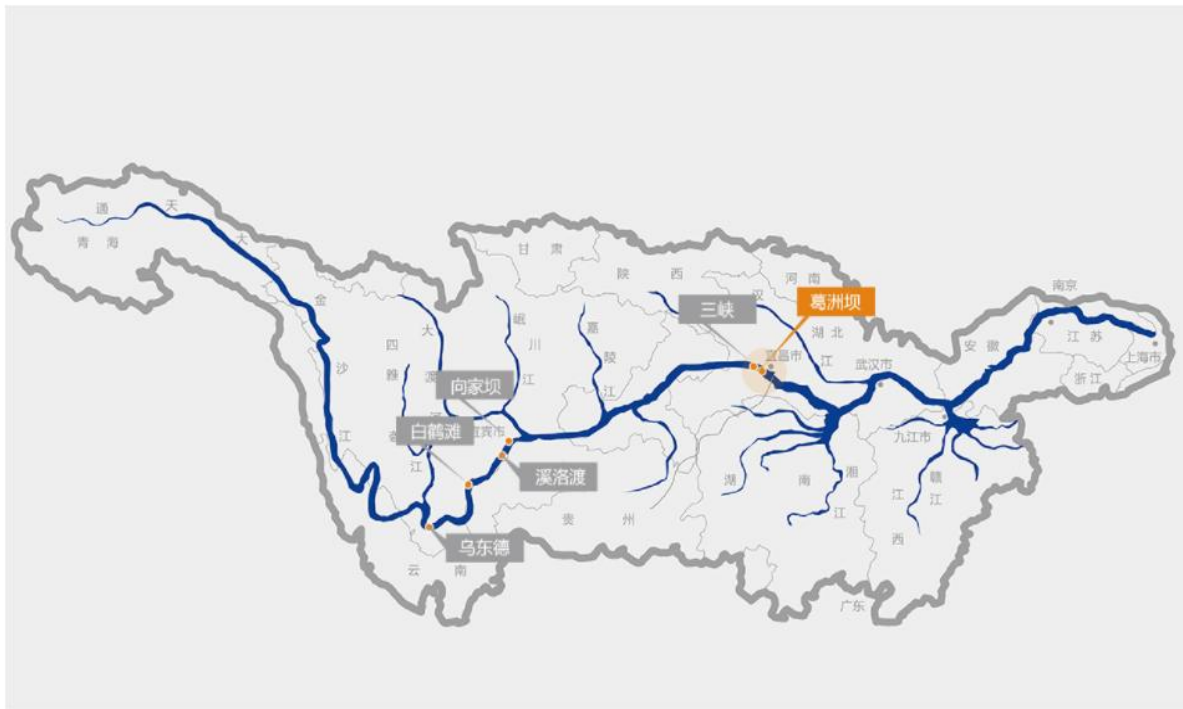 通 天
青 海
大
金
沙
江
甘 肃
陕 西
河 南
汉
江
葛洲坝
三峡
湖 北
宜昌市
武汉市
南京
安 徽
江 苏
上海市
浙 江
四
川
大
渡
河
雅
江
岷
江
嘉
陵
江
向家坝
宜宾市
白鹤滩
溪洛渡
乌东德
云 南
贵 州
湖 南
湘
江
九江市
赣
江
江
西
广东